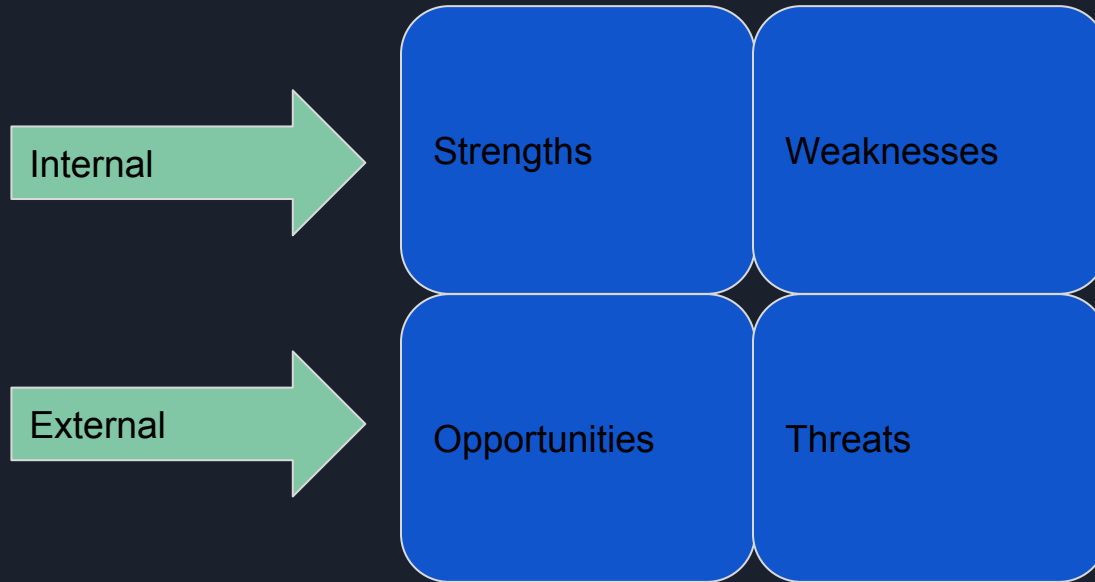 Internal
Strengths
Weaknesses
External
Opportunities
Threats